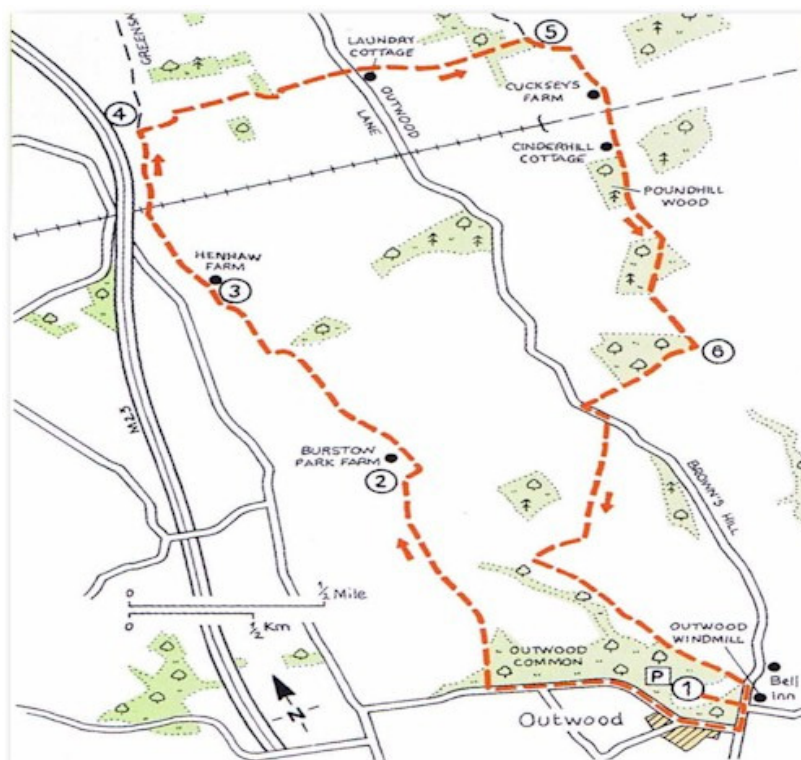 GREENSA
LAUNDRY
COTTAGE
5
OUTWOOD
LANE
CUCKSEYS
FARM
4
CINDERHILL
COTTAGE
POUNDHILL
WOOD
HENHAW
FARM
3
6
M23
BURSTOW
PARK FARM
2
BROWN'S HILL
0 1/2 Mile
0 1/2 Km
OUTWOOD
WINDMILL
OUTWOOD
COMMON
P
1
Bell
Inn
N
Outwood